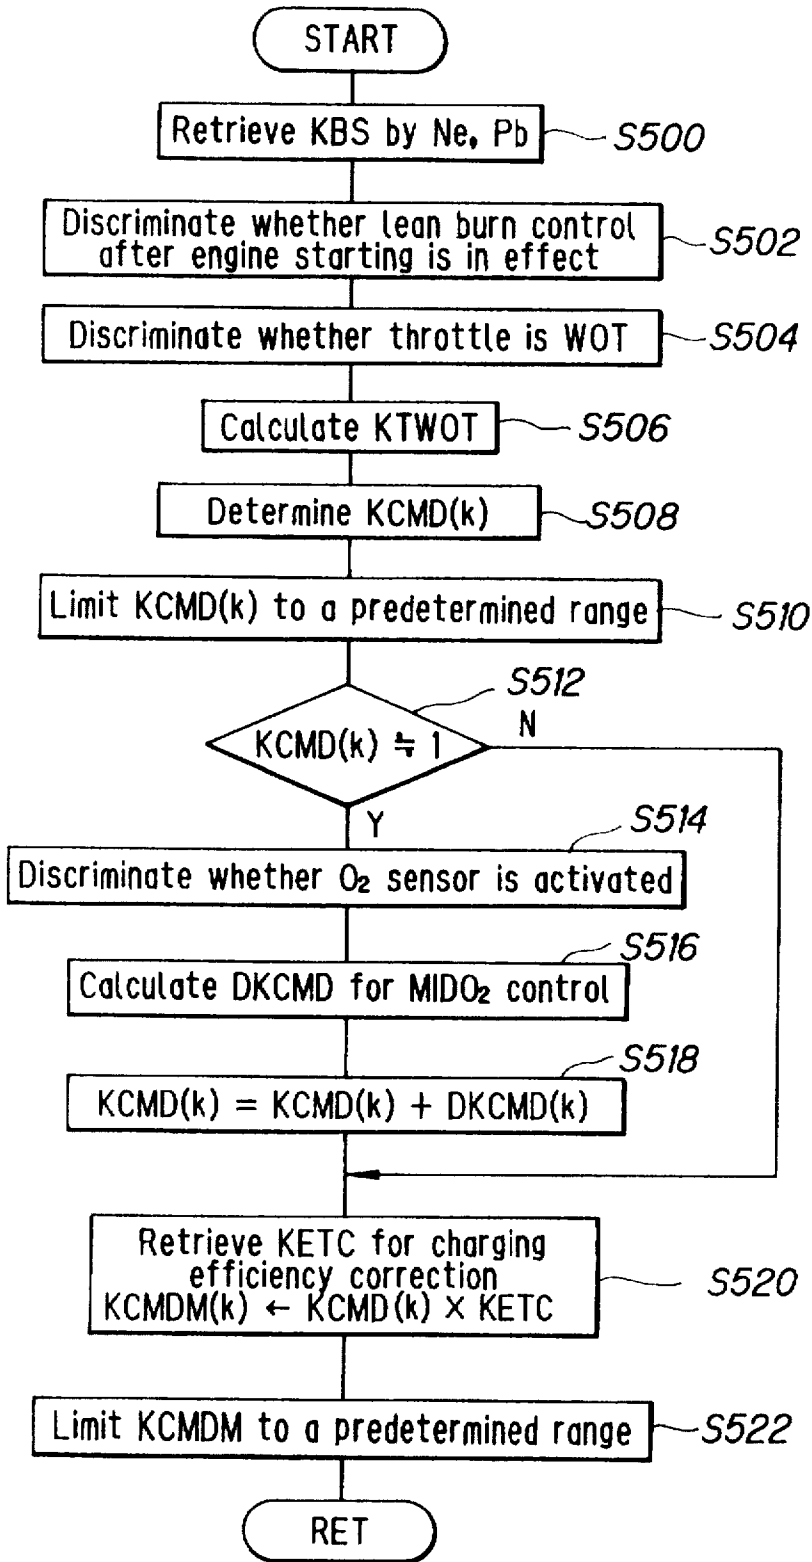 START
Retrieve KBS by Ne, Pb
S500
Discriminate whether lean burn control
after engine starting is in effect
S502
Discriminate whether throttle is WOT
S504
Calculate KTWOT
S506
Determine KCMD(k)
S508
Limit KCMD(k) to a predetermined range
S510
S512
KCMD(k) ≒ 1
N
Y
S514
Discriminate whether O₂ sensor is activated
S516
Calculate DKCMD for MIDO₂ control
S518
KCMD(k) = KCMD(k) + DKCMD(k)
Retrieve KETC for charging
efficiency correction
KCMDM(k) ← KCMD(k) × KETC
S520
Limit KCMDM to a predetermined range
S522
RET